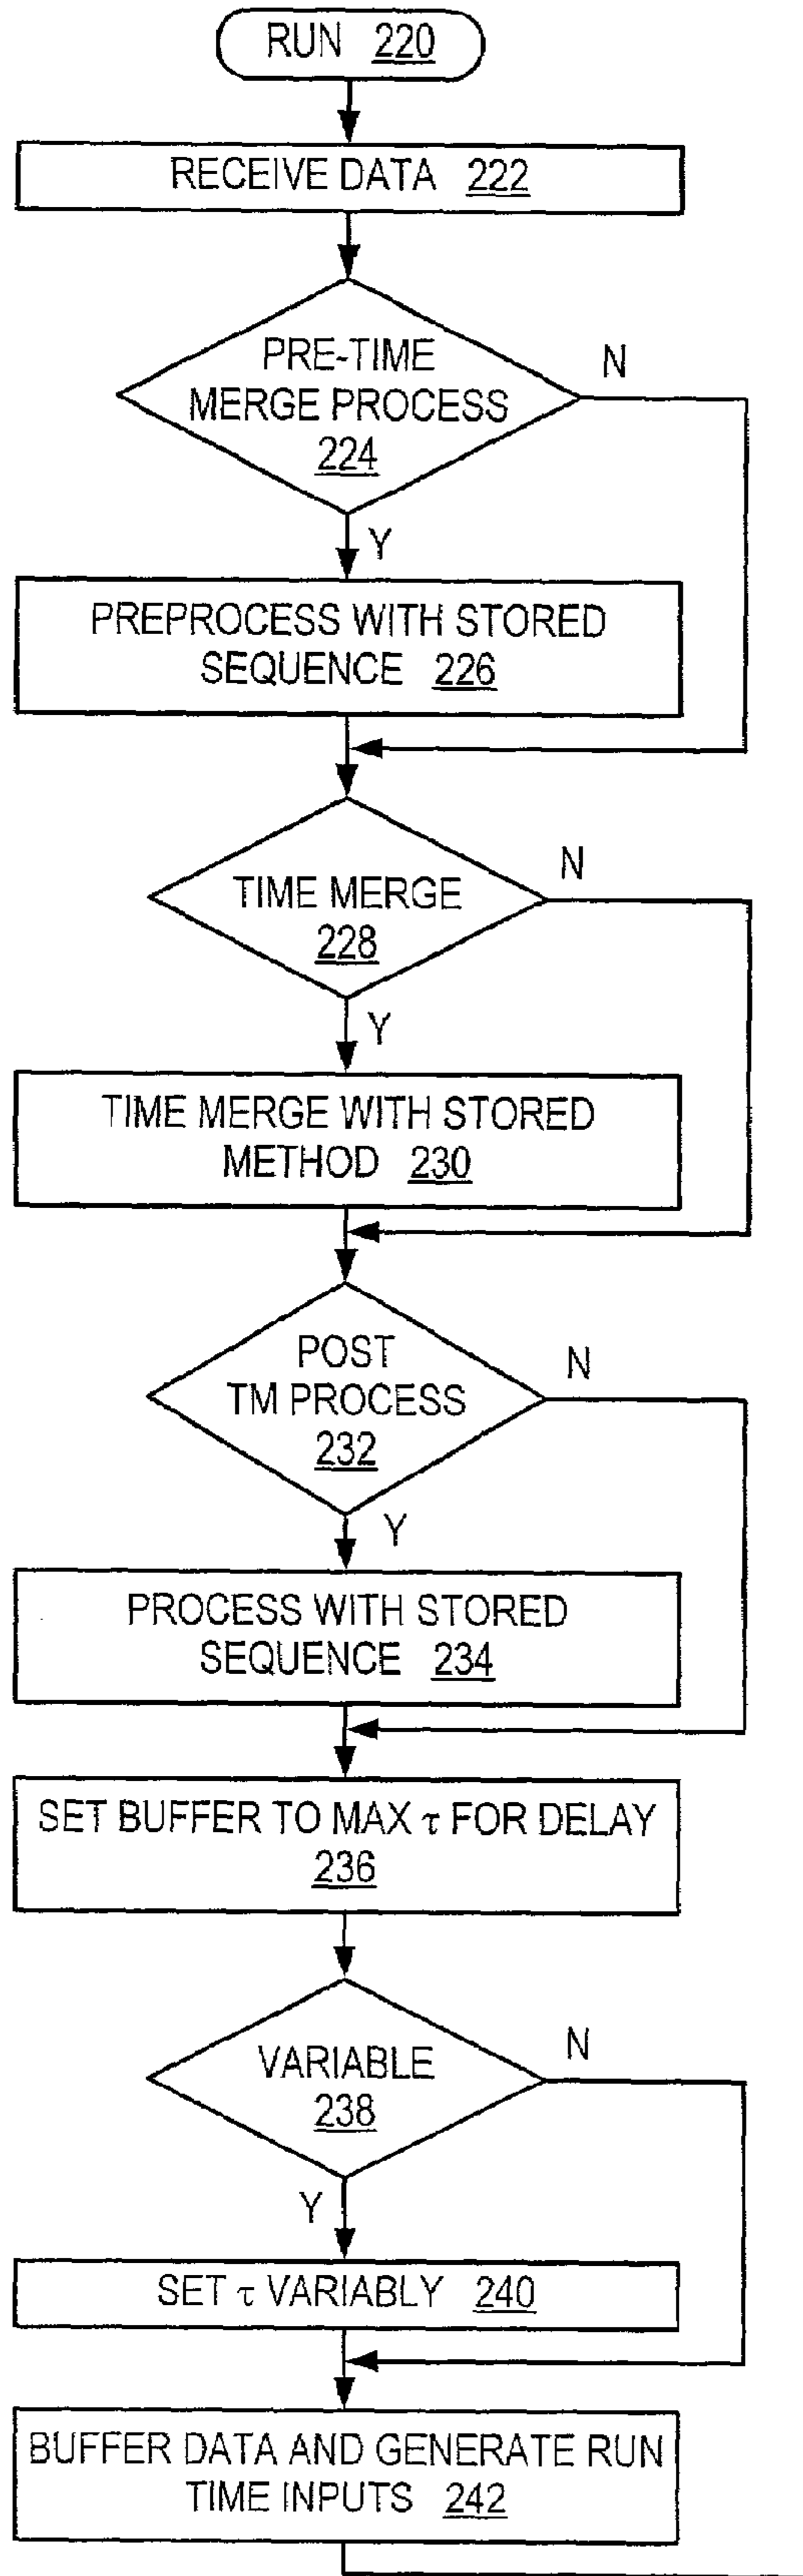 RUN 220
RECEIVE DATA 222
PRE-TIME
MERGE PROCESS
224
N
Y
PREPROCESS WITH STORED
SEQUENCE 226
TIME MERGE
228
N
Y
TIME MERGE WITH STORED
METHOD 230
POST
TM PROCESS
232
N
Y
PROCESS WITH STORED
SEQUENCE 234
SET BUFFER TO MAX τ FOR DELAY
236
VARIABLE
238
N
Y
SET τ VARIABLY 240
BUFFER DATA AND GENERATE RUN
TIME INPUTS 242